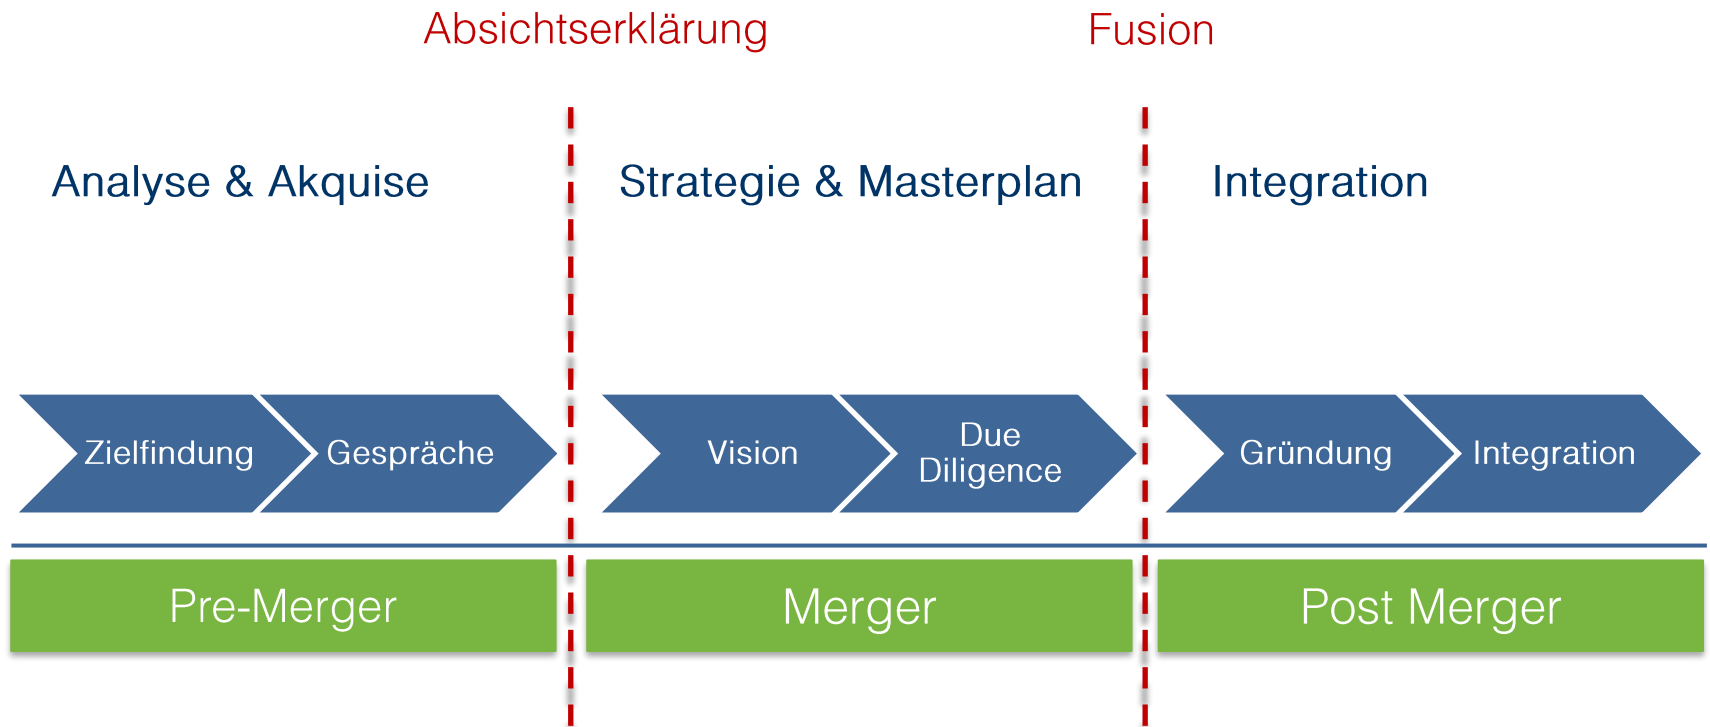 Absichtserklärung
Fusion
Analyse & Akquise
Strategie & Masterplan
Integration
Zielfindung
Gespräche
Vision
Due
Diligence
Gründung
Integration
Pre-Merger
Merger
Post Merger